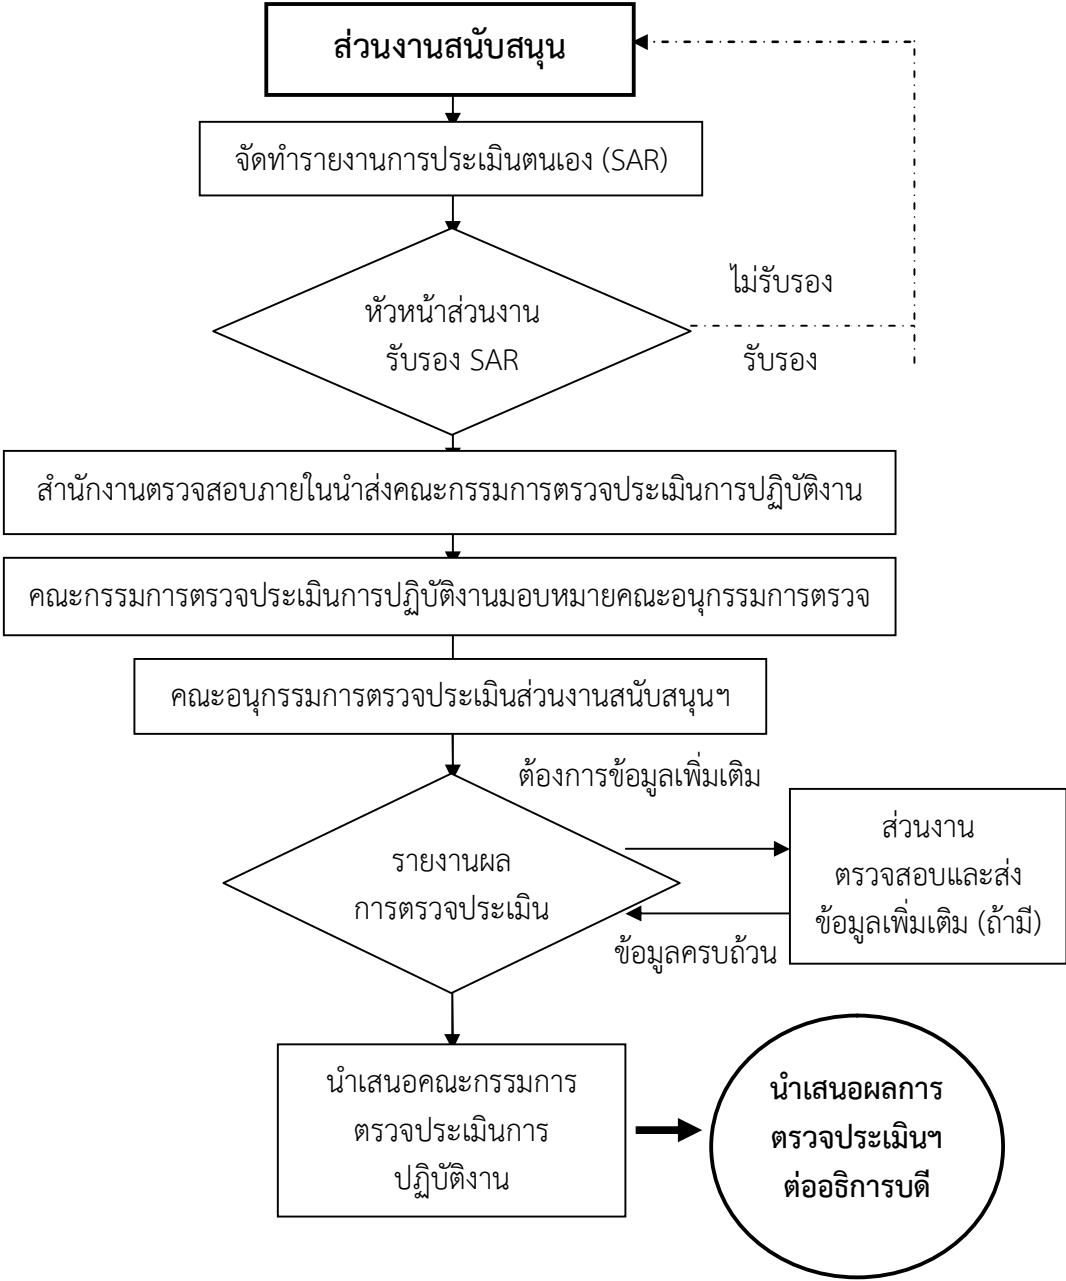 ส่วนงานสนับสนุน
จัดทำรายงานการประเมินตนเอง (SAR)
หัวหน้าส่วนงาน
รับรอง SAR
ไม่รับรอง
รับรอง
สำนักงานตรวจสอบภายในนำส่งคณะกรรมการตรวจประเมินการปฏิบัติงาน
คณะกรรมการตรวจประเมินการปฏิบัติงานมอบหมายคณะอนุกรรมการตรวจ
คณะอนุกรรมการตรวจประเมินส่วนงานสนับสนุนฯ
ต้องการข้อมูลเพิ่มเติม
รายงานผล
การตรวจประเมิน
ส่วนงาน
ตรวจสอบและส่ง
ข้อมูลเพิ่มเติม (ถ้ามี)
ข้อมูลครบถ้วน
นำเสนอคณะกรรมการ
ตรวจประเมินการ
ปฏิบัติงาน
นำเสนอผลการ
ตรวจประเมินฯ
ต่ออธิการบดี